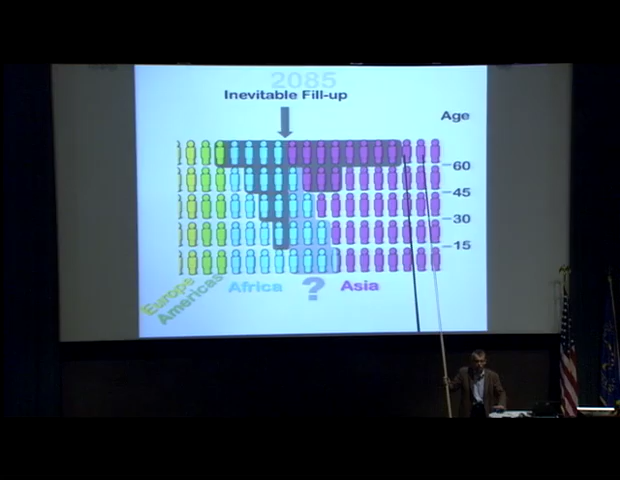 2085
Inevitable Fill-up
Age
60
45
30
15
Europe
Americas
Africa
?
Asia